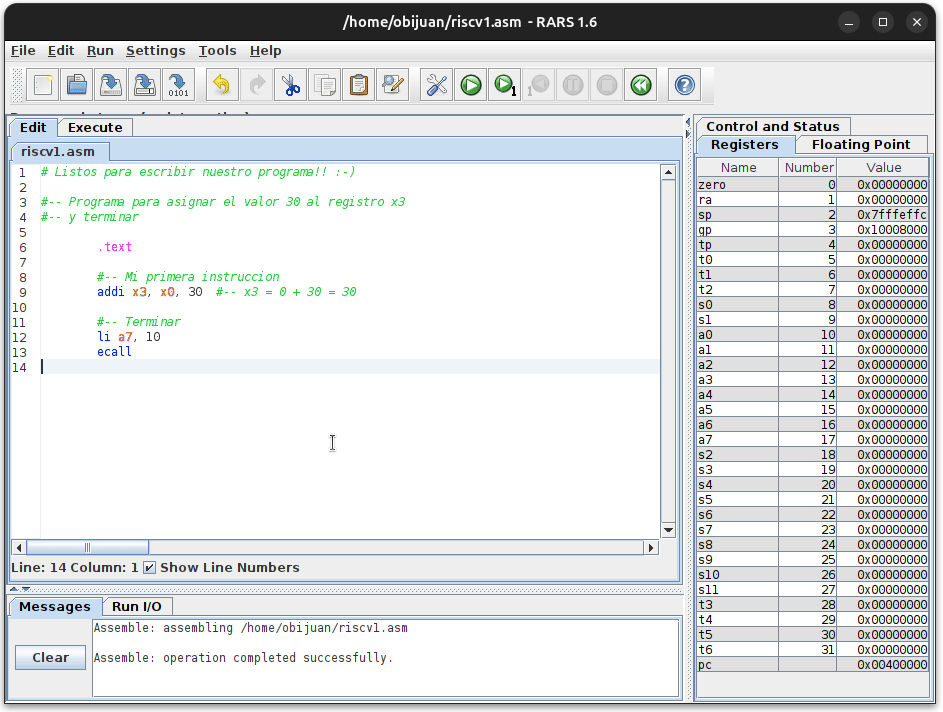 /home/obijuan/riscv1.asm - RARS 1.6
File Edit Run Settings Tools Help
Edit Execute
riscv1.asm
1 # Listos para escribir nuestro programa!! :-)
2
3 #-- Programa para asignar el valor 30 al registro x3
4 #-- y terminar
5
6 .text
7
8 #-- Mi primera instruccion
9 addi x3, x0, 30 #-- x3 = 0 + 30 = 30
10
11 #-- Terminar
12 li a7, 10
13 ecall
14
Line: 14 Column: 1 Show Line Numbers
Messages Run I/O
Clear
Assemble: assembling /home/obijuan/riscv1.asm
Assemble: operation completed successfully.
Control and Status
Registers Floating Point
Name Number Value
zero 0 0x00000000
ra 1 0x00000000
sp 2 0x7fffeffc
gp 3 0x10008000
tp 4 0x00000000
t0 5 0x00000000
t1 6 0x00000000
t2 7 0x00000000
s0 8 0x00000000
s1 9 0x00000000
a0 10 0x00000000
a1 11 0x00000000
a2 12 0x00000000
a3 13 0x00000000
a4 14 0x00000000
a5 15 0x00000000
a6 16 0x00000000
a7 17 0x00000000
s2 18 0x00000000
s3 19 0x00000000
s4 20 0x00000000
s5 21 0x00000000
s6 22 0x00000000
s7 23 0x00000000
s8 24 0x00000000
s9 25 0x00000000
s10 26 0x00000000
s11 27 0x00000000
t3 28 0x00000000
t4 29 0x00000000
t5 30 0x00000000
t6 31 0x00000000
pc 0x00400000